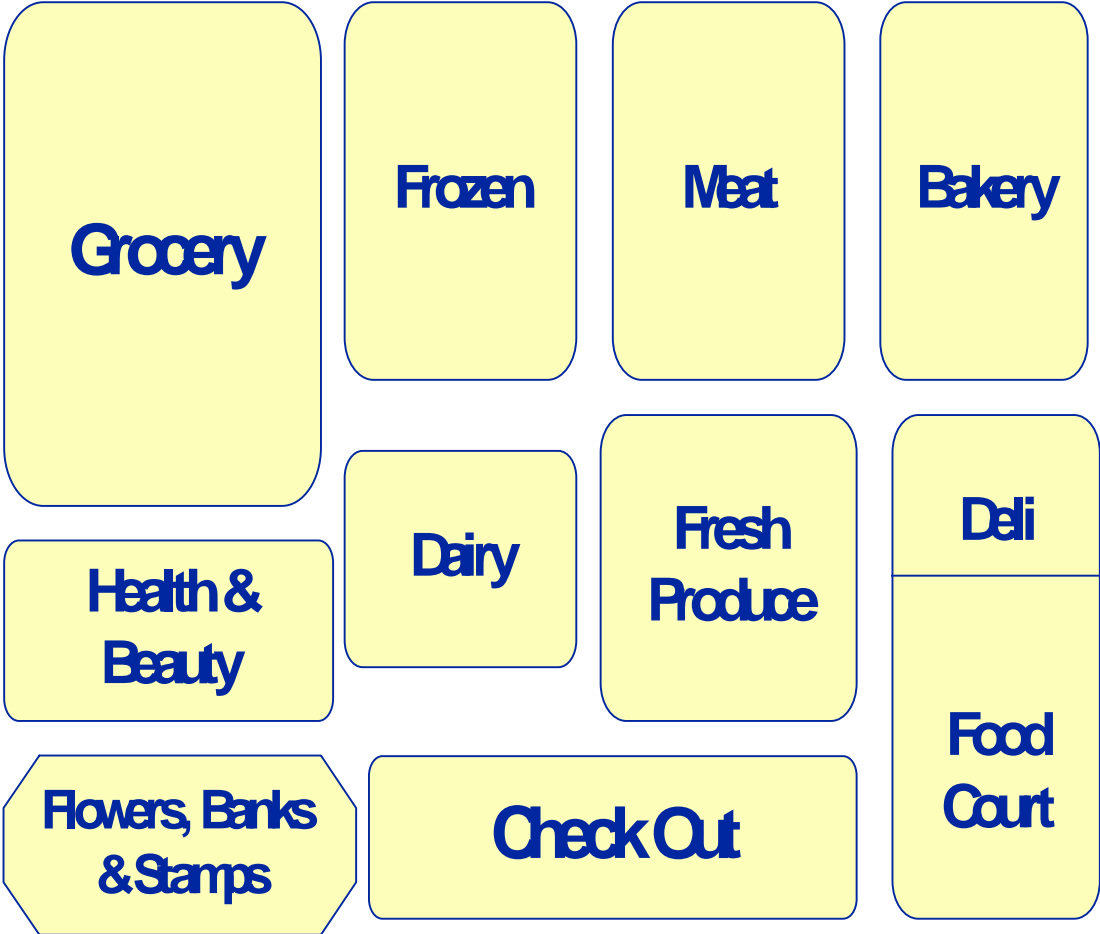 Grocery
Frozen
Meat
Bakery
Health &
Beauty
Dairy
Fresh
Produce
Deli
Food
Court
Flowers, Banks
& Stamps
Check Out